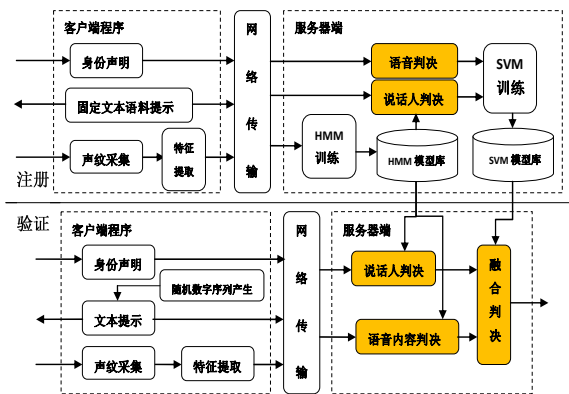 客户端程序
身份声明
固定文本语料提示
声纹采集
特征
提取
网
络
传
输
服务器端
语音判决
说话人判决
SVM
训练
HMM
训练
HMM 模型库
SVM 模型库
注册
验证
客户端程序
身份声明
随机数字序列产生
文本提示
声纹采集
特征提取
网
络
传
输
服务器端
说话人判决
语音内容判决
融
合
判
决